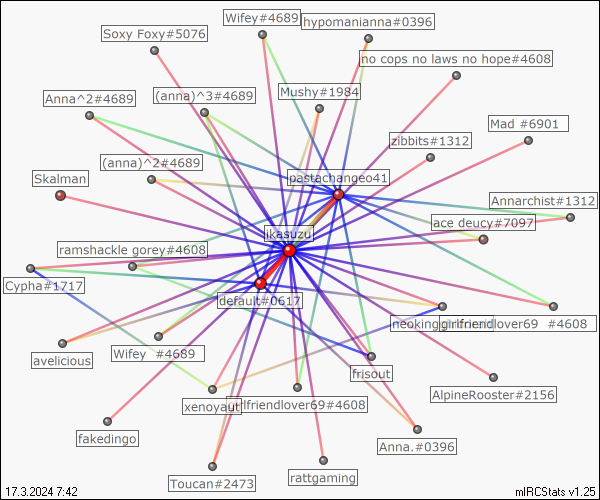 Wifey#4689
hypomanianna#0396
Soxy Foxy#5076
no cops no laws no hope#4608
Anna^2#4689
(anna)^3#4689
Mushy#1984
Mad #6901
zibbits#1312
(anna)^2#4689
Skalman
pastachangeo41
Annarchist#1312
ace deucy#7097
jkasuzu
ramshackle gorey#4608
Cypha#1717
default#0617
neokinggirlfriendlover69 #4608
avelicious
Wifey #4689
frisout
AlpineRooster#2156
xenoyaut
girlfriendlover69#4608
fakedingo
Anna.#0396
Toucan#2473
rattgaming
17.3.2024 7:42
mIRCStats v1.25